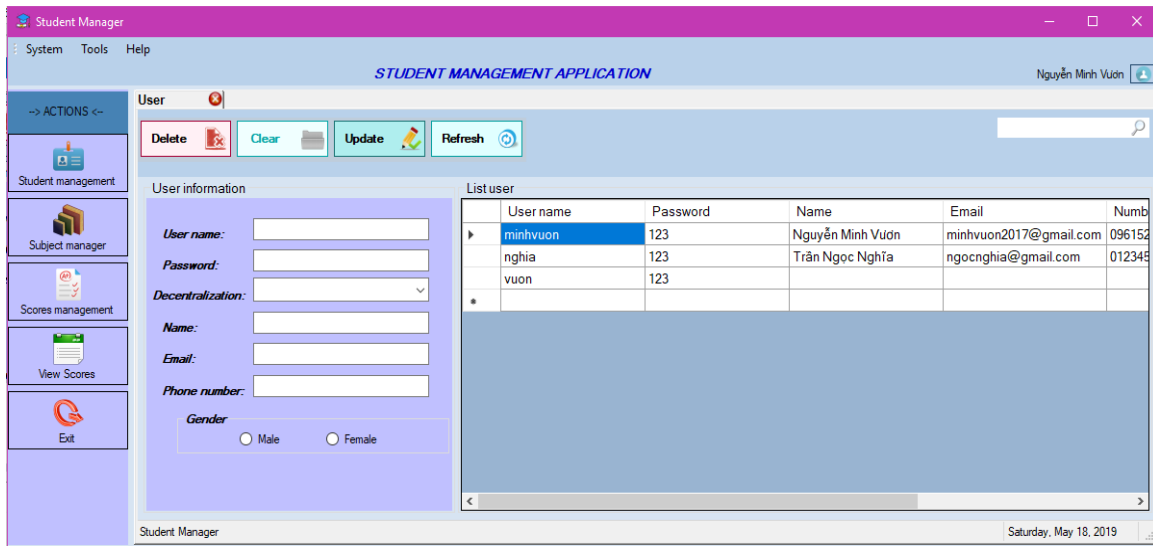 Student Manager
System Tools Help
STUDENT MANAGEMENT APPLICATION
Nguyễn Minh Vươn
--> ACTIONS <--
Student management
Subject manager
Scores management
View Scores
Exit
User
Delete Clear Update Refresh
User information
User name:
Password:
Decentralization:
Name:
Email:
Phone number:
Gender
Male Female
List user
User name Password Name Email Numb
minhvuon 123 Nguyễn Minh Vươn minhvuon2017@gmail.com 096152
nghia 123 Trần Ngọc Nghĩa ngocnghia@gmail.com 012345
vuon 123
Student Manager
Saturday, May 18, 2019